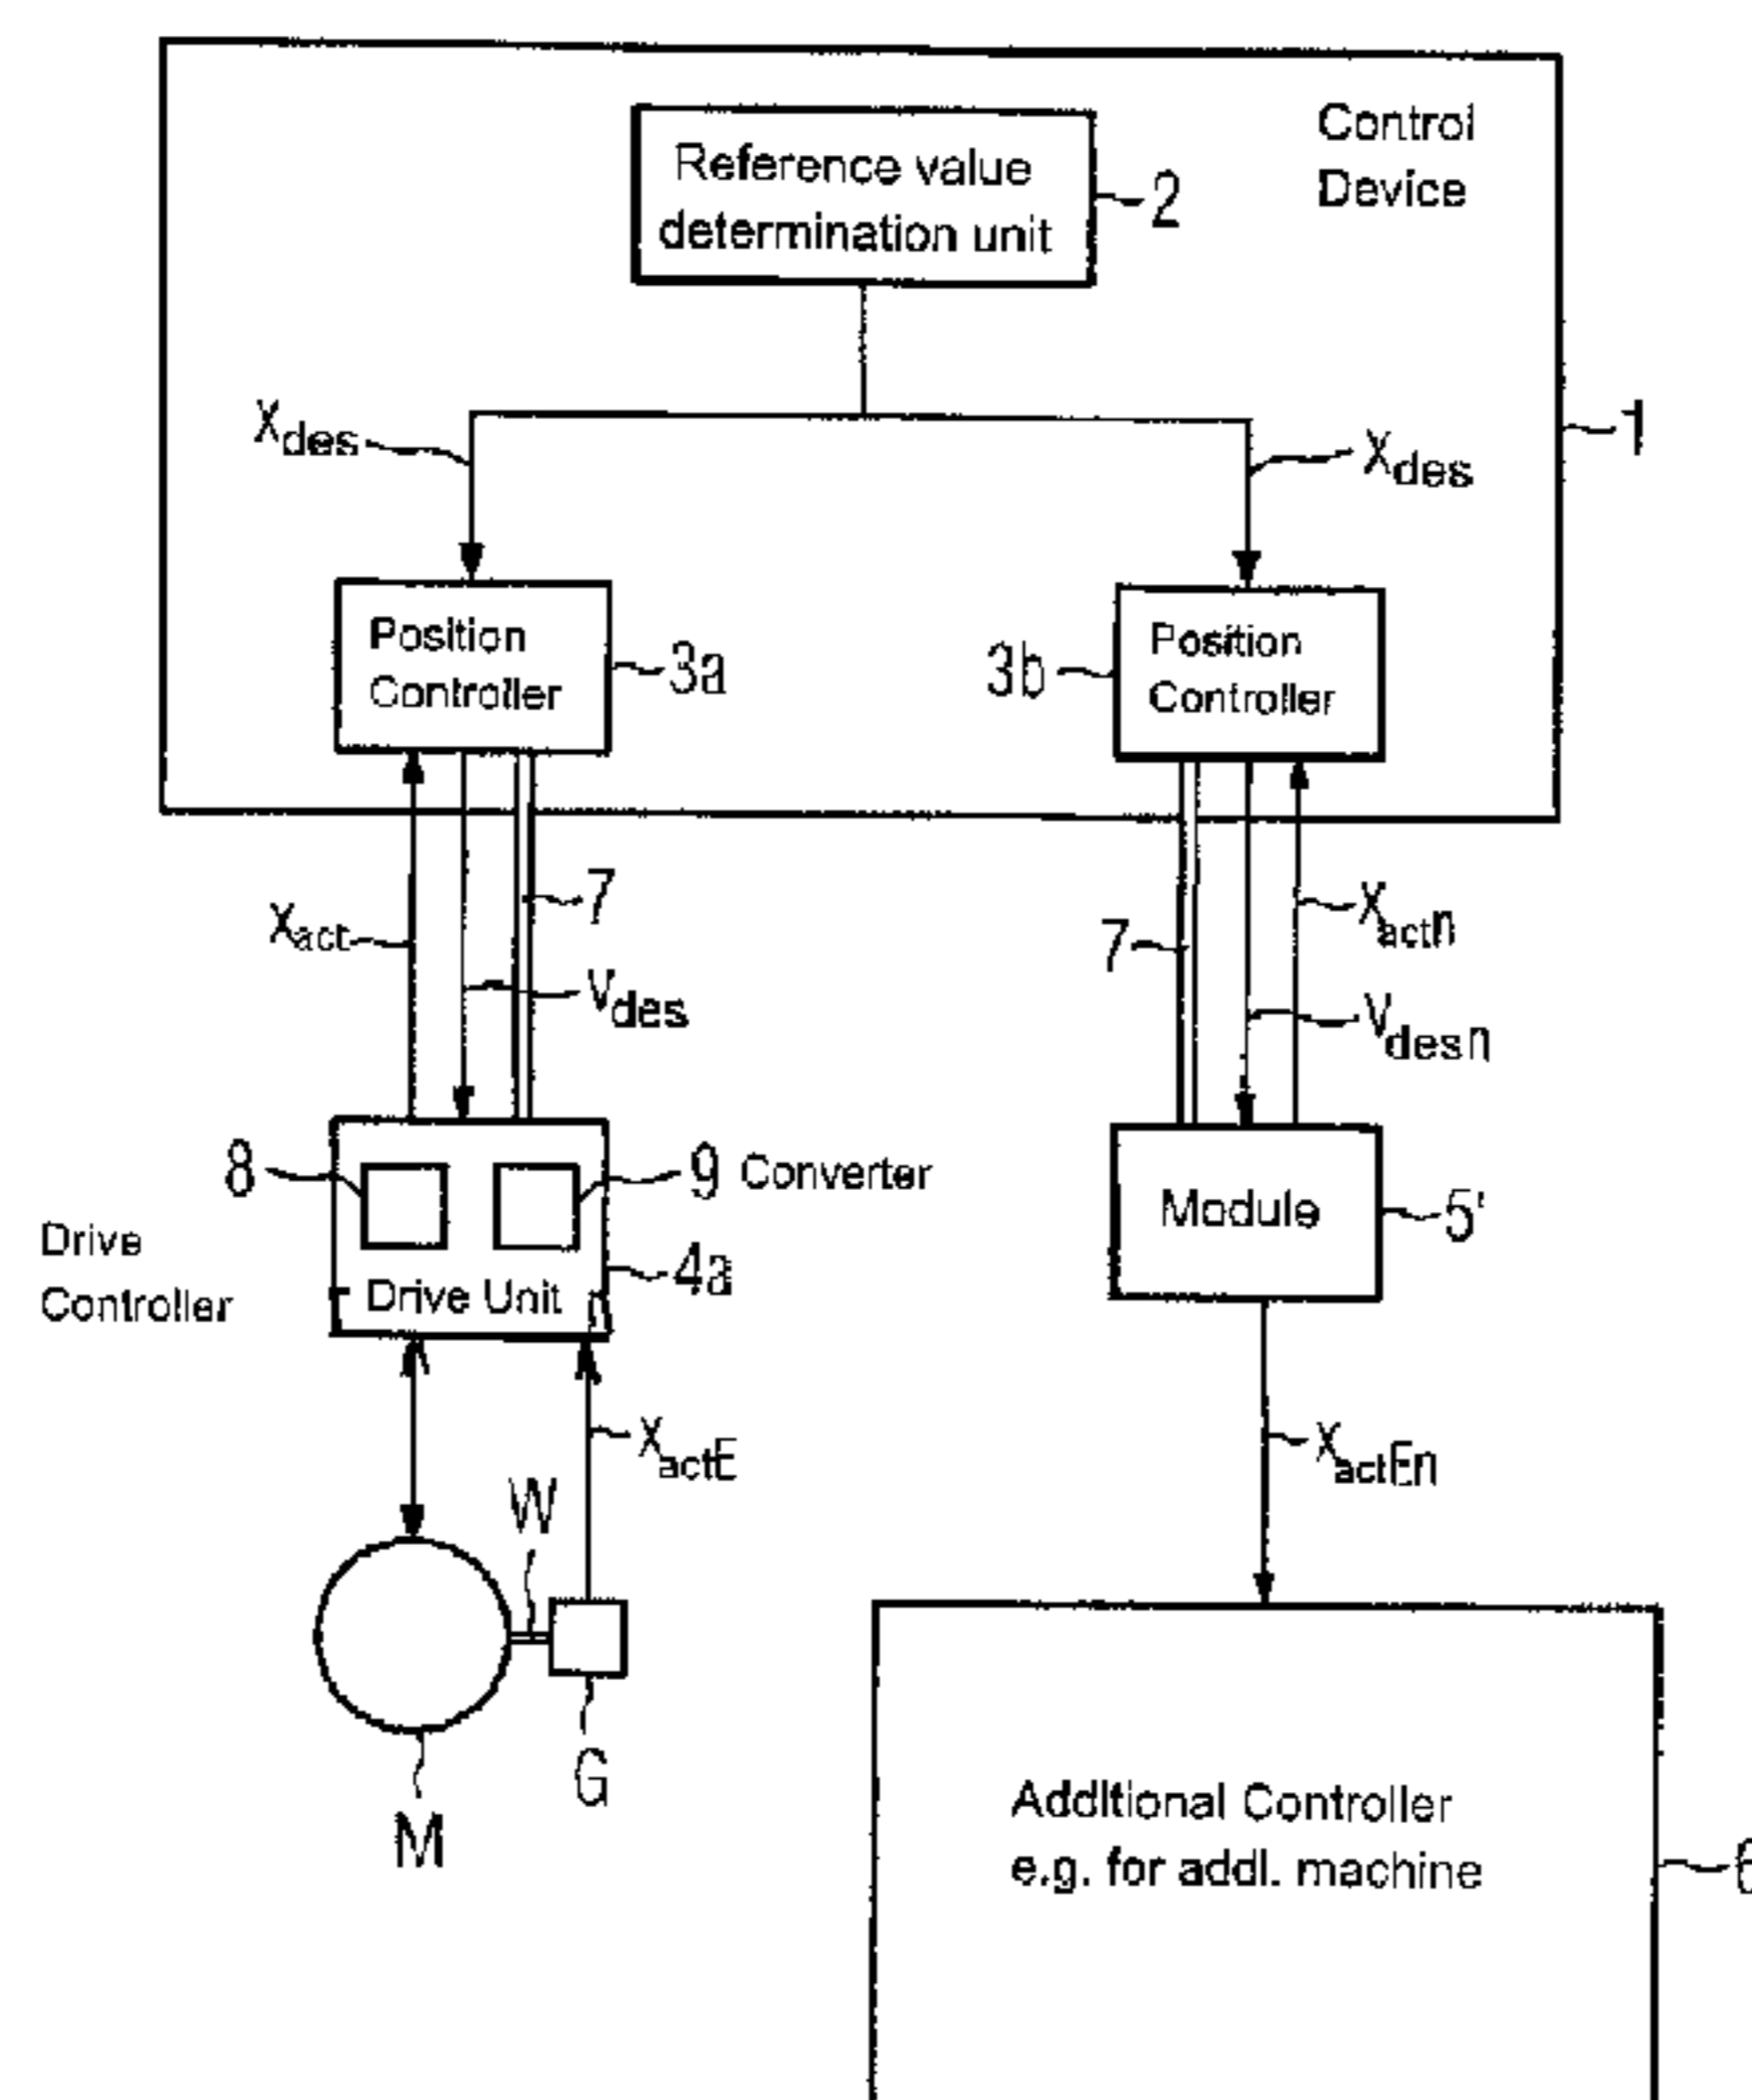 Control
Device
Reference value
determination unit
2
1
Xdes
Xdes
Position
Controller
3a
3b
Position
Controller
7
Xact
Vdes
7
Xactn
Vdesn
8
9 Converter
Drive
Controller
Drive Unit
4a
Module
5'
XactE
XactEn
W
G
M
Additional Controller
e.g. for addl. machine
6